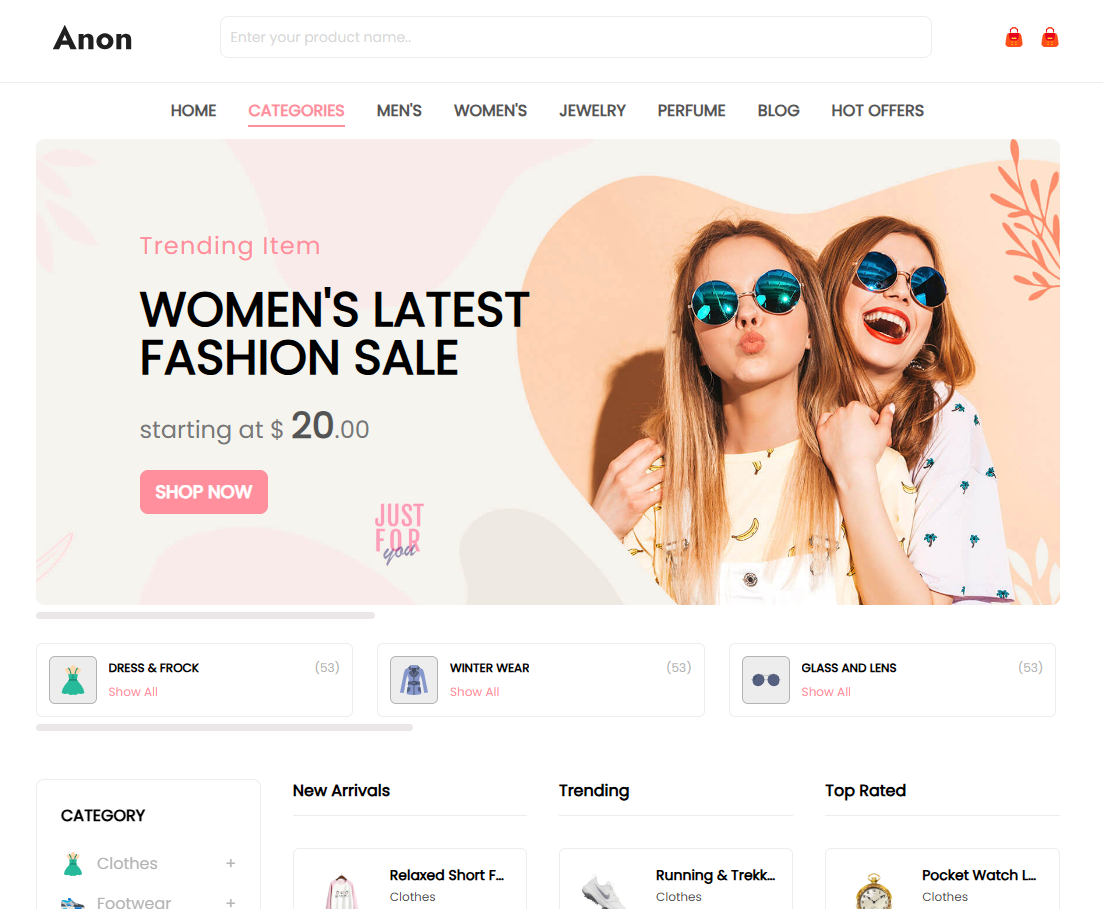 Anon
Enter your product name..
HOME CATEGORIES MEN'S WOMEN'S JEWELRY PERFUME BLOG HOT OFFERS
Trending Item
WOMEN'S LATEST
FASHION SALE
starting at $ 20.00
SHOP NOW
JUST
FOR
you
DRESS & FROCK (53)
Show All
WINTER WEAR (53)
Show All
GLASS AND LENS (53)
Show All
CATEGORY
Clothes +
Footwear +
New Arrivals
Relaxed Short F...
Clothes
Trending
Running & Trekk...
Clothes
Top Rated
Pocket Watch L...
Clothes